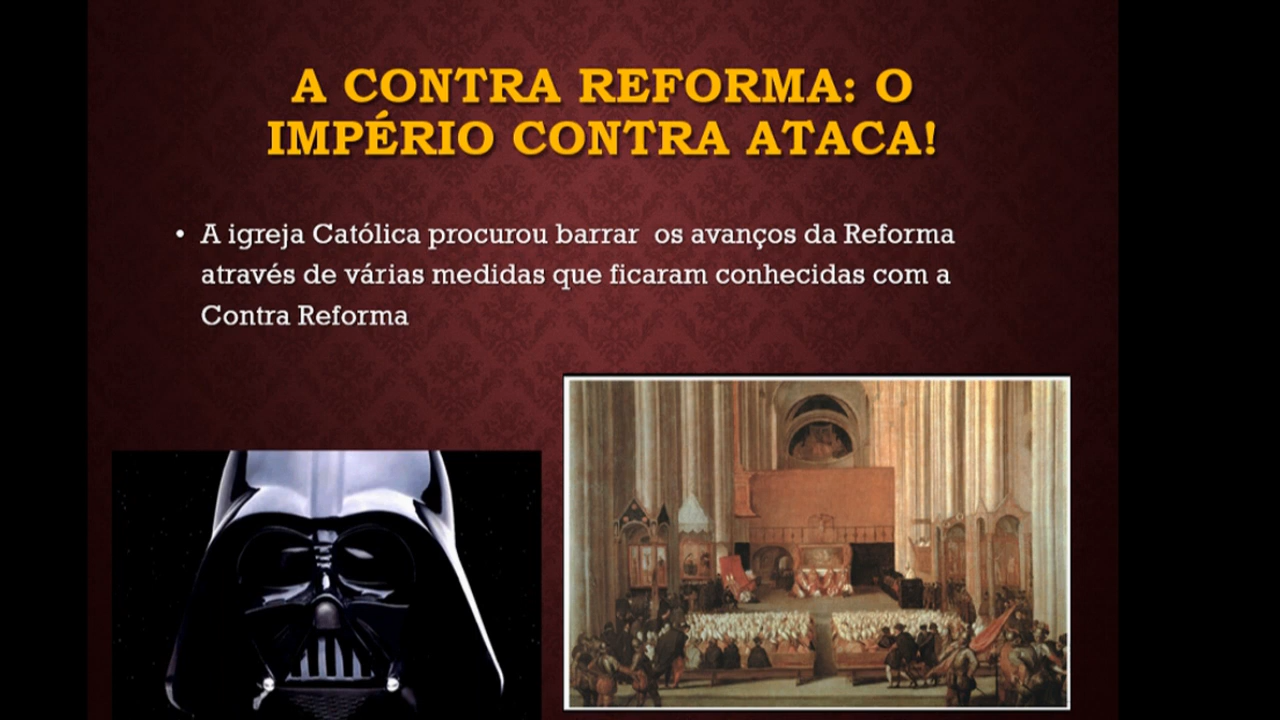 A CONTRA REFORMA: O
IMPÉRIO CONTRA ATACA!
• A igreja Católica procurou barrar os avanços da Reforma
através de várias medidas que ficaram conhecidas com a
Contra Reforma